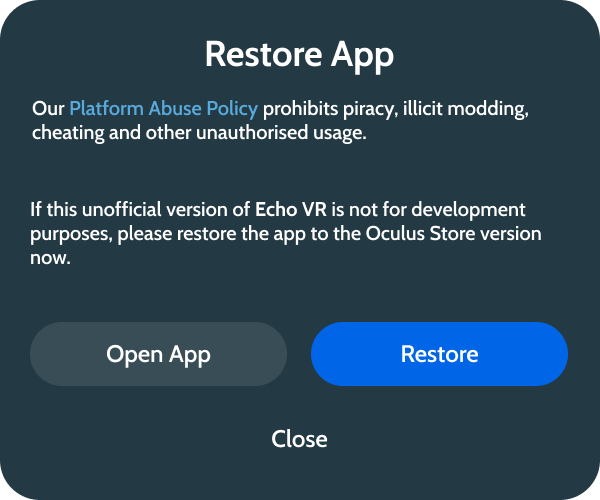 Restore App
Our Platform Abuse Policy prohibits piracy, illicit modding,
cheating and other unauthorised usage.
If this unofficial version of Echo VR is not for development
purposes, please restore the app to the Oculus Store version
now.
Open App
Restore
Close